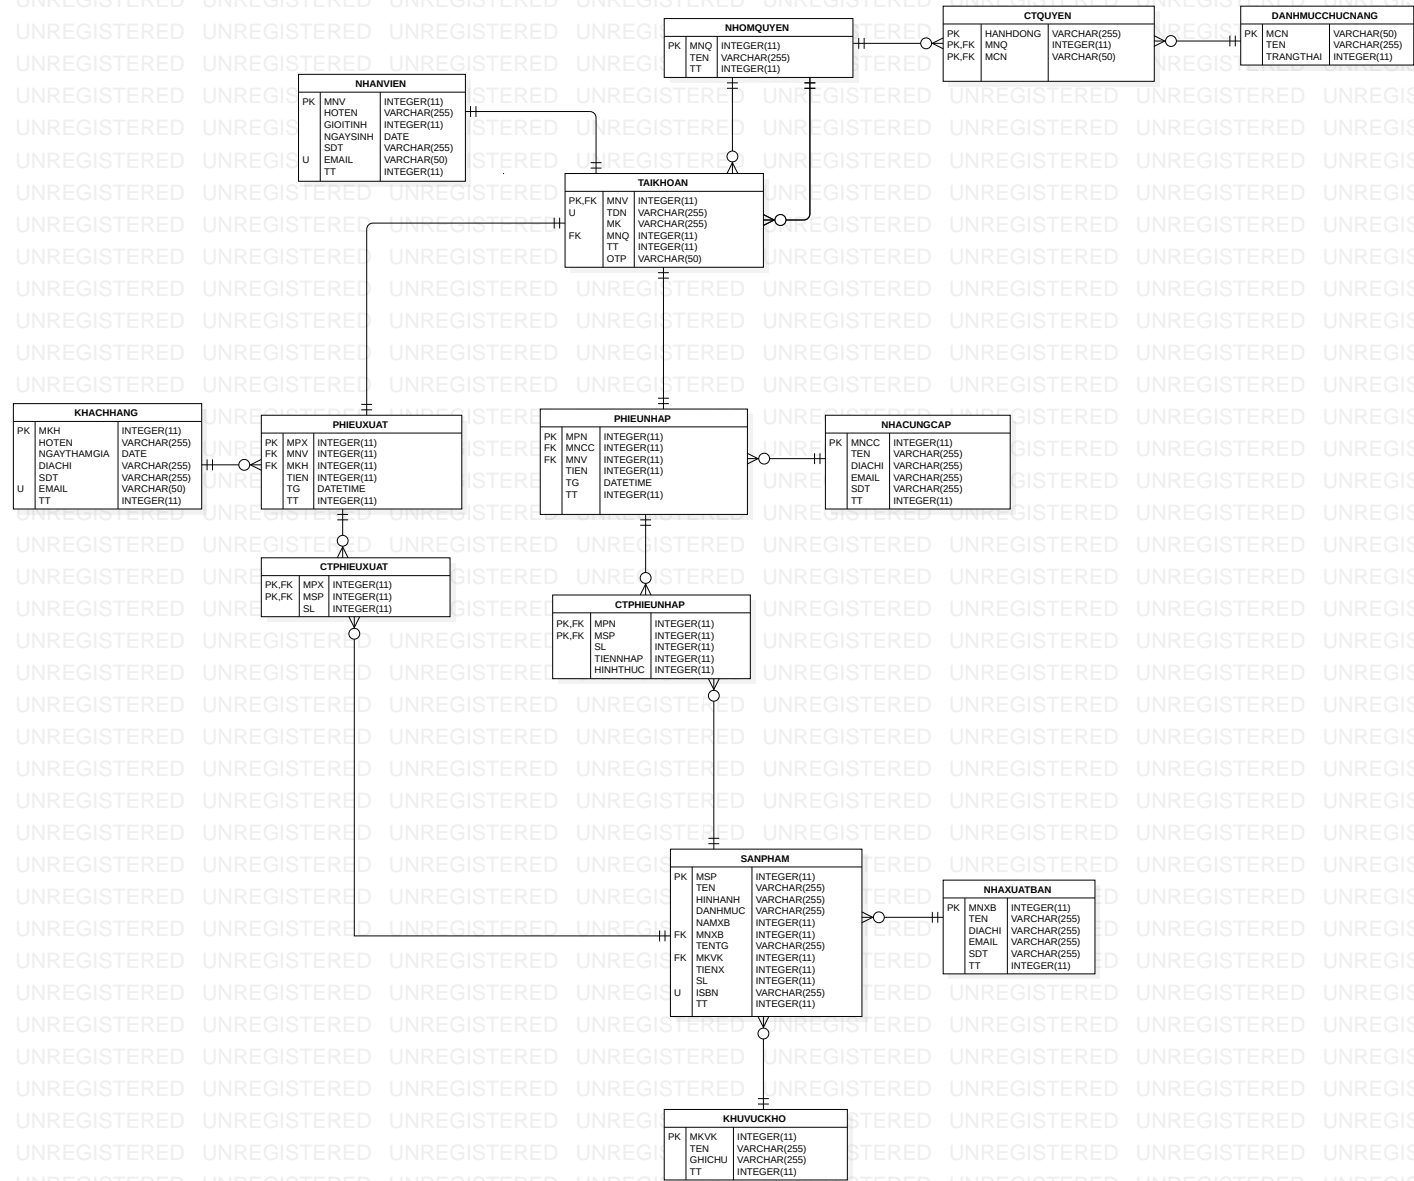 NHOMQUYEN
PK MNQ INTEGER(11)
TEN VARCHAR(255)
TT INTEGER(11)
CTQUYEN
PK HANHDONG VARCHAR(255)
PK,FK MNQ INTEGER(11)
PK,FK MCN VARCHAR(50)
DANHMUCCHUCNANG
PK MCN VARCHAR(50)
TEN VARCHAR(255)
TRANGTHAI INTEGER(11)
NHANVIEN
PK MNV INTEGER(11)
HOTEN VARCHAR(255)
GIOITINH INTEGER(11)
NGAYSINH DATE
SDT VARCHAR(255)
U EMAIL VARCHAR(50)
TT INTEGER(11)
TAIKHOAN
PK,FK MNV INTEGER(11)
U TDN VARCHAR(255)
MK VARCHAR(255)
FK MNQ INTEGER(11)
TT INTEGER(11)
OTP VARCHAR(50)
KHACHHANG
PK MKH INTEGER(11)
HOTEN VARCHAR(255)
NGAYTHAMGIA DATE
DIACHI VARCHAR(255)
SDT VARCHAR(255)
U EMAIL VARCHAR(50)
TT INTEGER(11)
PHIEUXUAT
PK MPX INTEGER(11)
FK MNV INTEGER(11)
FK MKH INTEGER(11)
TIEN INTEGER(11)
TG DATETIME
TT INTEGER(11)
PHIEUNHAP
PK MPN INTEGER(11)
FK MNCC INTEGER(11)
FK MNV INTEGER(11)
TIEN INTEGER(11)
TG DATETIME
TT INTEGER(11)
NHACUNGCAP
PK MNCC INTEGER(11)
TEN VARCHAR(255)
DIACHI VARCHAR(255)
EMAIL VARCHAR(255)
SDT VARCHAR(255)
TT INTEGER(11)
CTPHIEUXUAT
PK,FK MPX INTEGER(11)
PK,FK MSP INTEGER(11)
SL INTEGER(11)
CTPHIEUNHAP
PK,FK MPN INTEGER(11)
PK,FK MSP INTEGER(11)
SL INTEGER(11)
TIENNHAP INTEGER(11)
HINHTHUC INTEGER(11)
SANPHAM
PK MSP INTEGER(11)
TEN VARCHAR(255)
HINHANH VARCHAR(255)
DANHMUC VARCHAR(255)
NAMXB INTEGER(11)
FK MNXB INTEGER(11)
TENTG VARCHAR(255)
FK MKVK INTEGER(11)
TIENX INTEGER(11)
SL INTEGER(11)
U ISBN VARCHAR(255)
TT INTEGER(11)
NHAXUATBAN
PK MNXB INTEGER(11)
TEN VARCHAR(255)
DIACHI VARCHAR(255)
EMAIL VARCHAR(255)
SDT VARCHAR(255)
TT INTEGER(11)
KHUVUCKHO
PK MKVK INTEGER(11)
TEN VARCHAR(255)
GHICHU VARCHAR(255)
TT INTEGER(11)
UNREGISTERED